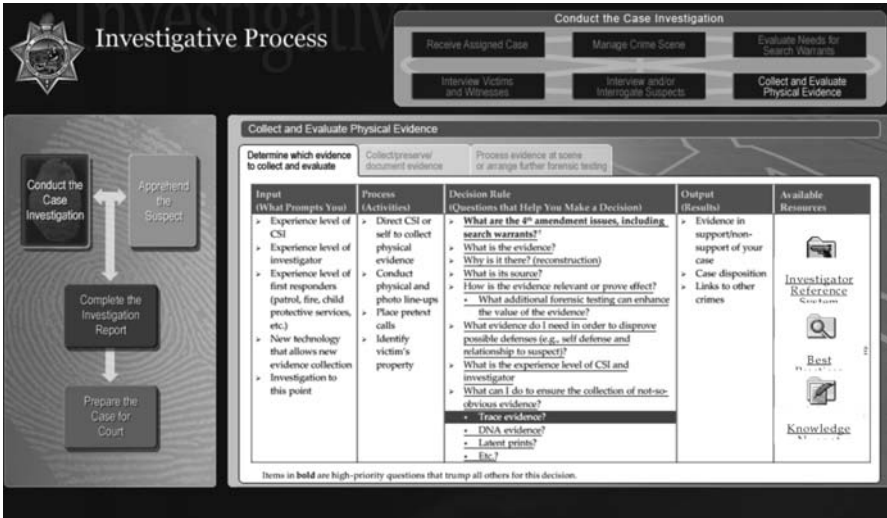 Investigative Process
Conduct the Case Investigation
Receive Assigned Case
Manage Crime Scene
Evaluate Needs for
Search Warrants
Interview Victims
and Witnesses
Interview and/or
Interrogate Suspects
Collect and Evaluate
Physical Evidence
Conduct the
Case
Investigation
Apprehend
the
Suspect
Complete the
Investigation
Report
Prepare the
Case for
Court
Collect and Evaluate Physical Evidence
Determine which evidence
to collect and evaluate
Collect/preserve/
document evidence
Process evidence at scene
or arrange further forensic testing
Input
(What Prompts You)
➢ Experience level of
CSI
➢ Experience level of
investigator
➢ Experience level of
first responders
(patrol, fire, child
protective services,
etc.)
➢ New technology
that allows new
evidence collection
➢ Investigation to
this point
Process
(Activities)
➢ Direct CSI or
self to collect
physical
evidence
➢ Conduct
physical and
photo line-ups
➢ Place pretext
calls
➢ Identify
victim's
property
Decision Rule
(Questions that Help You Make a Decision)
➢ What are the 4th amendment issues, including
search warrants?
➢ What is the evidence?
➢ Why is it there? (reconstruction)
➢ What is its source?
➢ How is the evidence relevant or prove effect?
• What additional forensic testing can enhance
the value of the evidence?
➢ What evidence do I need in order to disprove
possible defenses (e.g., self defense and
relationship to suspect)?
➢ What is the experience level of CSI and
investigator
➢ What can I do to ensure the collection of not-so-
obvious evidence?
• Trace evidence?
• DNA evidence?
• Latent prints?
• Etc.?
Output
(Results)
➢ Evidence in
support/non-
support of your
case
➢ Case disposition
➢ Links to other
crimes
Available
Resources
Investigator
Reference
Best
Knowledge
Items in bold are high-priority questions that trump all others for this decision.